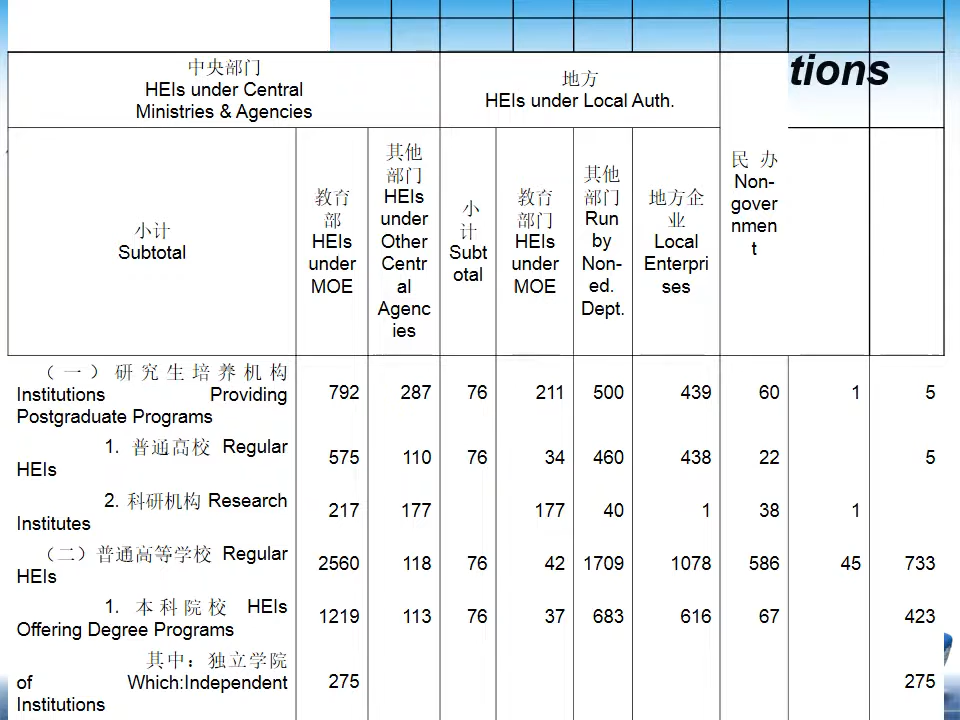 tions
中央部门
HEIs under Central
Ministries & Agencies
地方
HEIs under Local Auth.
小计
Subtotal
教育
部
HEIs
under
MOE
其他
部门
HEIs
under
Other
Centr
al
Agenc
ies
小
计
Subt
otal
教育
部门
HEIs
under
MOE
其他
部门
Run
by
Non-
ed.
Dept.
地方企
业
Local
Enterpri
ses
民 办
Non-
gover
nmen
t
（一）研究生培养机构
Institutions Providing
Postgraduate Programs
792 287 76 211 500 439 60 1 5
1. 普通高校 Regular
HEIs
575 110 76 34 460 438 22 5
2. 科研机构 Research
Institutes
217 177 177 40 1 38 1
（二）普通高等学校 Regular
HEIs
2560 118 76 42 1709 1078 586 45 733
1. 本科院校 HEIs
Offering Degree Programs
1219 113 76 37 683 616 67 423
其中：独立学院
of Which:Independent
Institutions
275 275